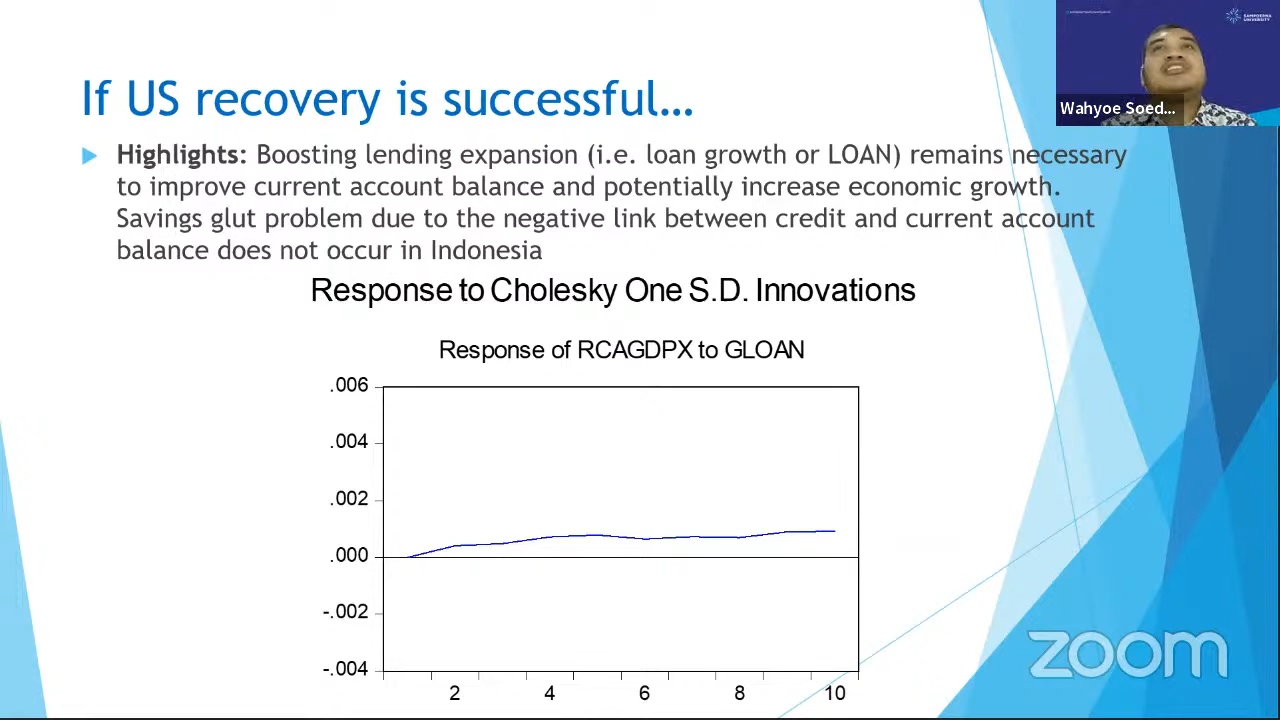 SAMPOERNA
UNIVERSITY
Wahyoe Soed...
If US recovery is successful...
Highlights: Boosting lending expansion (i.e. loan growth or LOAN) remains necessary
to improve current account balance and potentially increase economic growth.
Savings glut problem due to the negative link between credit and current account
balance does not occur in Indonesia
Response to Cholesky One S.D. Innovations
Response of RCAGDPX to GLOAN
.006
.004
.002
.000
-.002
-.004
2 4 6 8 10
zoom